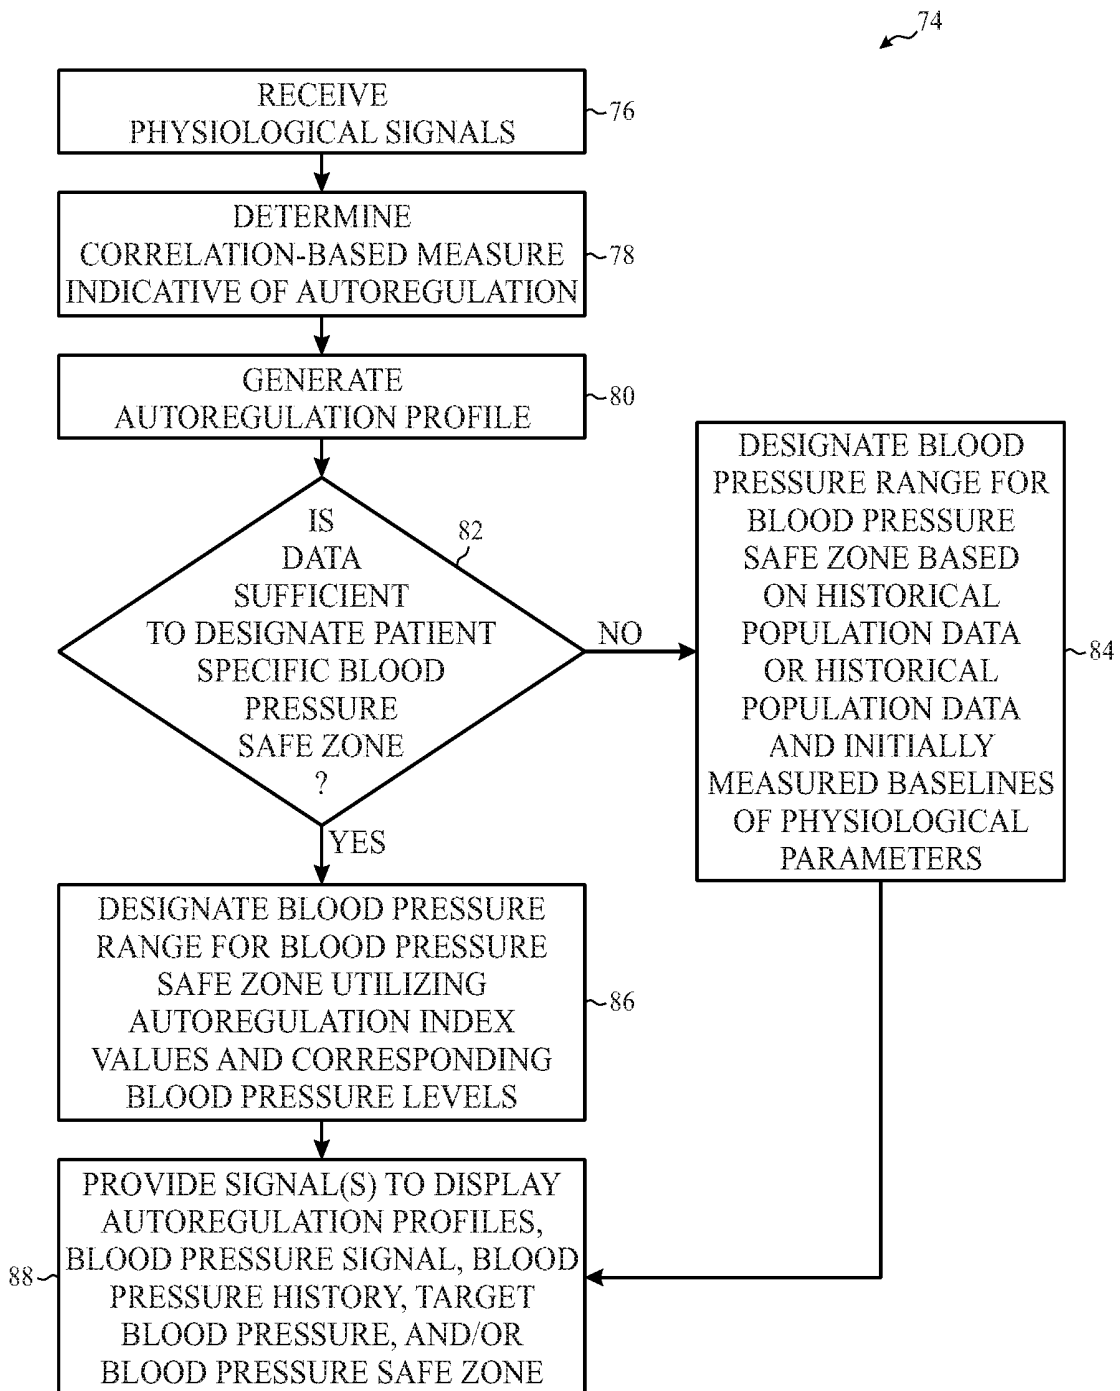 74
RECEIVE
PHYSIOLOGICAL SIGNALS
76
DETERMINE
CORRELATION-BASED MEASURE
INDICATIVE OF AUTOREGULATION
78
GENERATE
AUTOREGULATION PROFILE
80
IS
DATA
SUFFICIENT
TO DESIGNATE PATIENT
SPECIFIC BLOOD
PRESSURE
SAFE ZONE
?
82
NO
DESIGNATE BLOOD
PRESSURE RANGE FOR
BLOOD PRESSURE
SAFE ZONE BASED
ON HISTORICAL
POPULATION DATA
OR HISTORICAL
POPULATION DATA
AND INITIALLY
MEASURED BASELINES
OF PHYSIOLOGICAL
PARAMETERS
84
YES
DESIGNATE BLOOD PRESSURE
RANGE FOR BLOOD PRESSURE
SAFE ZONE UTILIZING
AUTOREGULATION INDEX
VALUES AND CORRESPONDING
BLOOD PRESSURE LEVELS
86
PROVIDE SIGNAL(S) TO DISPLAY
AUTOREGULATION PROFILES,
BLOOD PRESSURE SIGNAL, BLOOD
PRESSURE HISTORY, TARGET
BLOOD PRESSURE, AND/OR
BLOOD PRESSURE SAFE ZONE
88